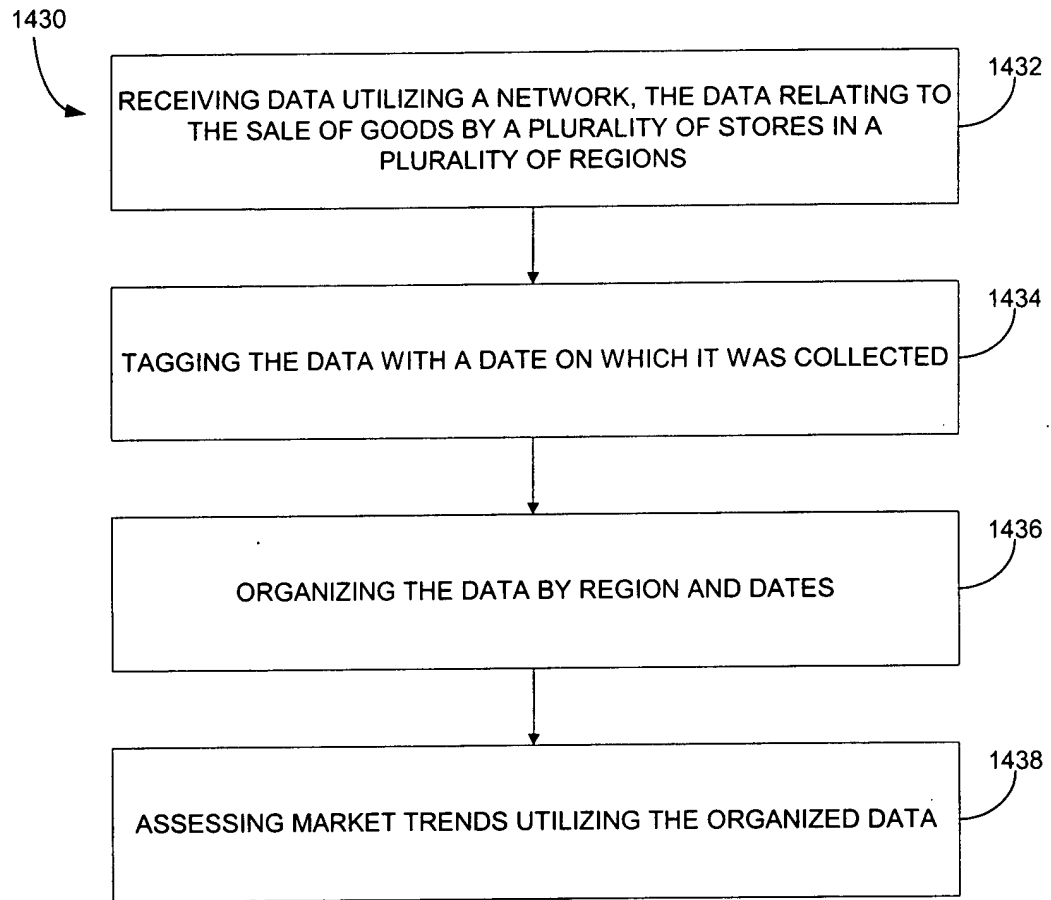 1430
1432
RECEIVING DATA UTILIZING A NETWORK, THE DATA RELATING TO
THE SALE OF GOODS BY A PLURALITY OF STORES IN A
PLURALITY OF REGIONS
1434
TAGGING THE DATA WITH A DATE ON WHICH IT WAS COLLECTED
1436
ORGANIZING THE DATA BY REGION AND DATES
1438
ASSESSING MARKET TRENDS UTILIZING THE ORGANIZED DATA